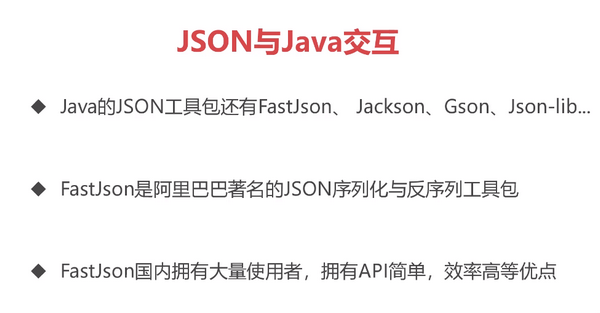 JSON与Java交互
◆ Java的JSON工具包还有FastJson、 Jackson、Gson、Json-lib...
◆ FastJson是阿里巴巴著名的JSON序列化与反序列工具包
◆ FastJson国内拥有大量使用者，拥有API简单，效率高等优点